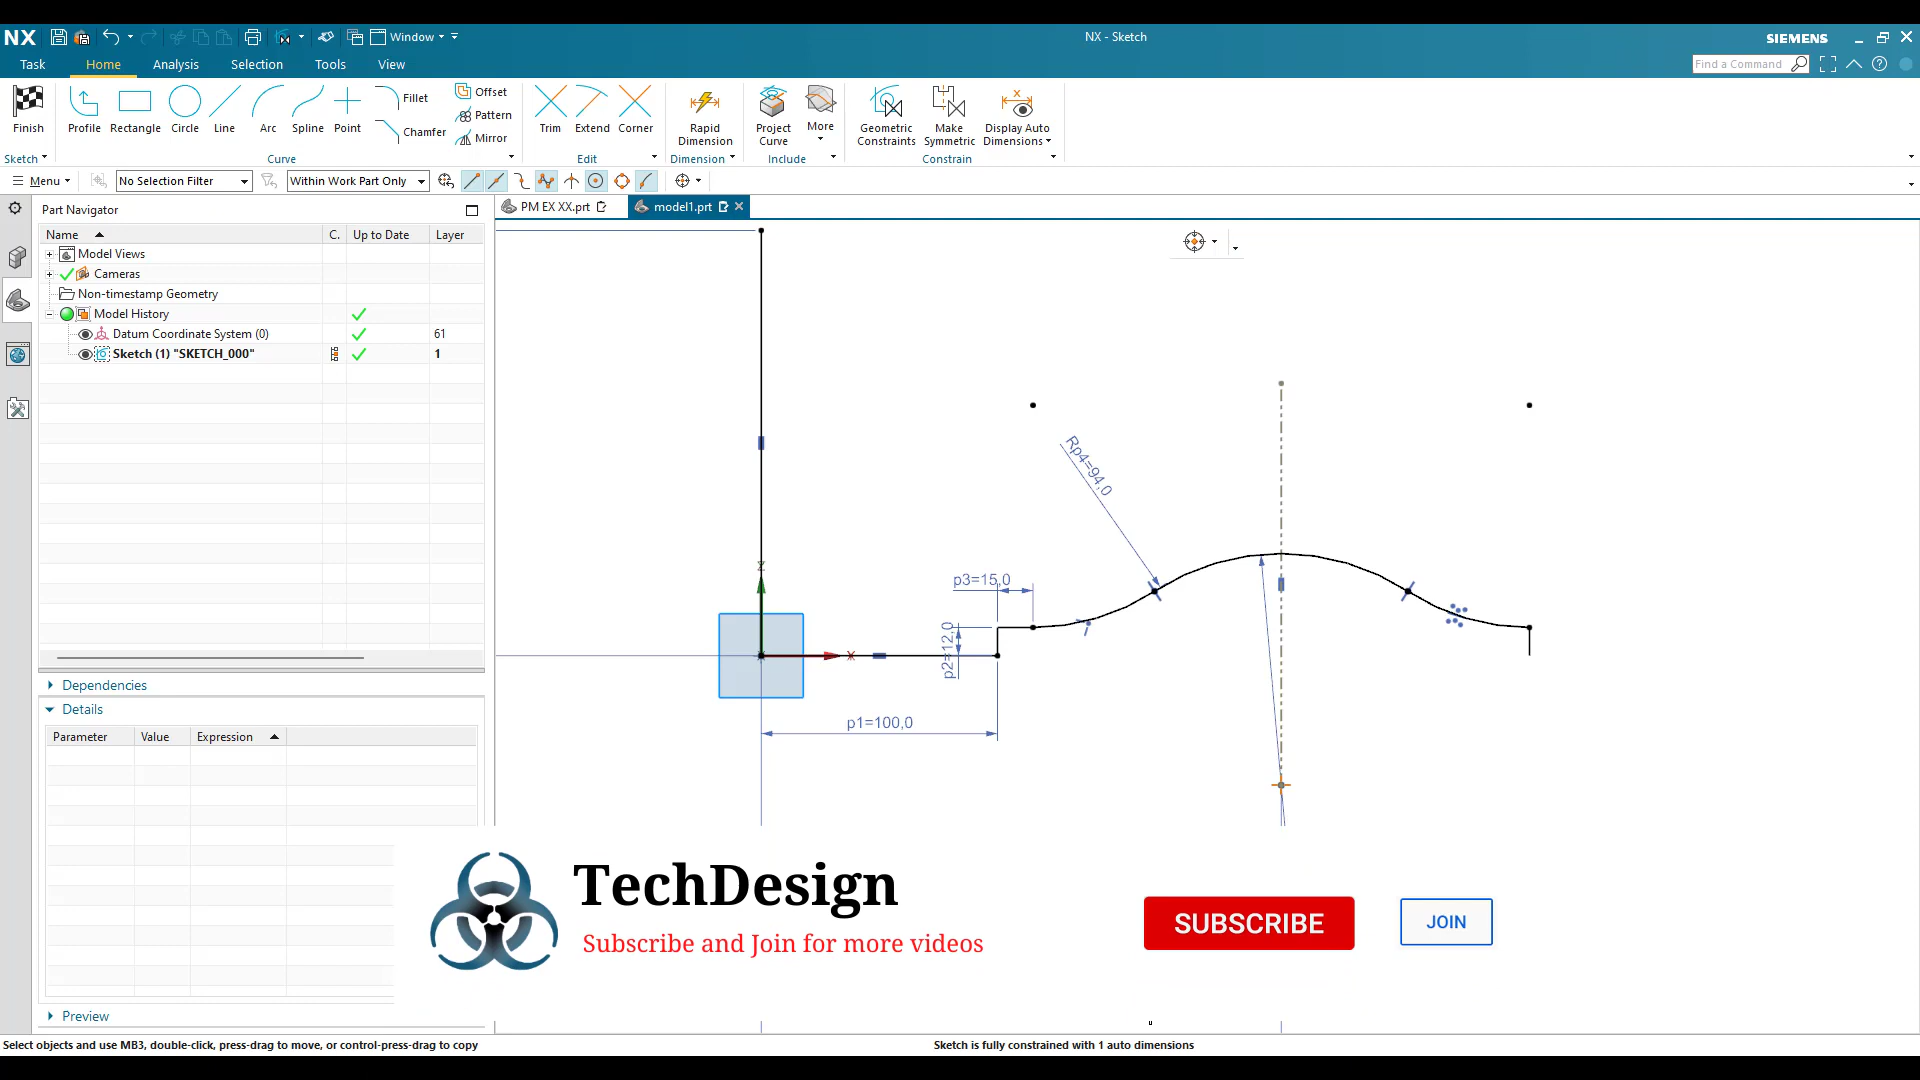 NX
Window
NX - Sketch
SIEMENS
Task
Home
Analysis
Selection
Tools
View
Find a Command
Finish
Profile
Rectangle
Circle
Line
Arc
Spline
Point
Fillet
Chamfer
Offset
Pattern
Mirror
Trim
Extend
Corner
Rapid
Dimension
Project
Curve
More
Geometric
Constraints
Make
Symmetric
Display Auto
Dimensions
Sketch
Curve
Edit
Dimension
Include
Constrain
Menu
No Selection Filter
Within Work Part Only
Part Navigator
PM EX XX.prt
model1.prt
Name
C.
Up to Date
Layer
Model Views
Cameras
Non-timestamp Geometry
Model History
Datum Coordinate System (0)
61
Sketch (1) "SKETCH_000"
1
Dependencies
Details
Parameter
Value
Expression
Preview
Rp4=94,0
p3=15,0
p2=12,0
p1=100,0
Z
X
TechDesign
Subscribe and Join for more videos
SUBSCRIBE
JOIN
Select objects and use MB3, double-click, press-drag to move, or control-press-drag to copy
Sketch is fully constrained with 1 auto dimensions